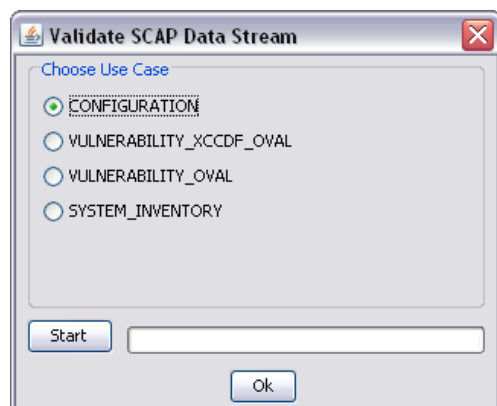 Validate SCAP Data Stream
Choose Use Case
CONFIGURATION
VULNERABILITY_XCCDF_OVAL
VULNERABILITY_OVAL
SYSTEM_INVENTORY
Start
Ok